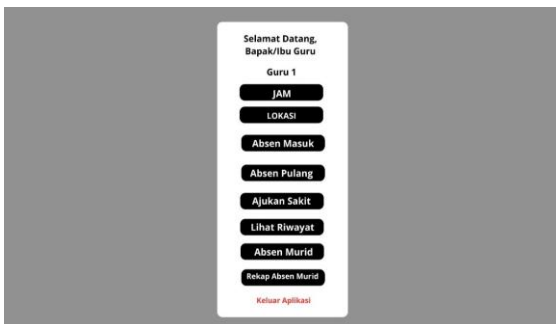 Selamat Datang,
Bapak/Ibu Guru
Guru 1
JAM
LOKASI
Absen Masuk
Absen Pulang
Ajukan Sakit
Lihat Riwayat
Absen Murid
Rekap Absen Murid
Keluar Aplikasi